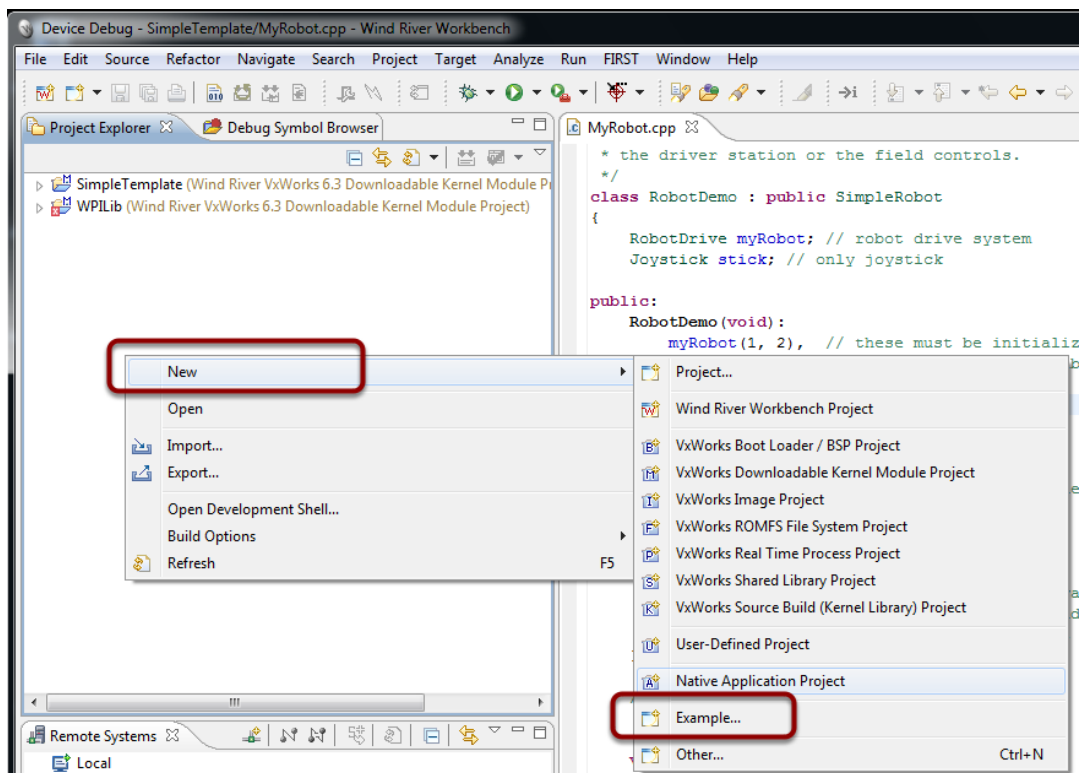 Device Debug - SimpleTemplate/MyRobot.cpp - Wind River Workbench
File Edit Source Refactor Navigate Search Project Target Analyze Run FIRST Window Help
Project Explorer Debug Symbol Browser
MyRobot.cpp
SimpleTemplate (Wind River VxWorks 6.3 Downloadable Kernel Module Pr
WPILib (Wind River VxWorks 6.3 Downloadable Kernel Module Project)
* the driver station or the field controls.
*/
class RobotDemo : public SimpleRobot
{
RobotDrive myRobot; // robot drive system
Joystick stick; // only joystick
public:
RobotDemo(void):
myRobot(1, 2), // these must be initializ
New
Open
Import...
Export...
Open Development Shell...
Build Options
Refresh F5
Project...
Wind River Workbench Project
VxWorks Boot Loader / BSP Project
VxWorks Downloadable Kernel Module Project
VxWorks Image Project
VxWorks ROMFS File System Project
VxWorks Real Time Process Project
VxWorks Shared Library Project
VxWorks Source Build (Kernel Library) Project
User-Defined Project
Native Application Project
Example...
Other... Ctrl+N
Remote Systems
Local